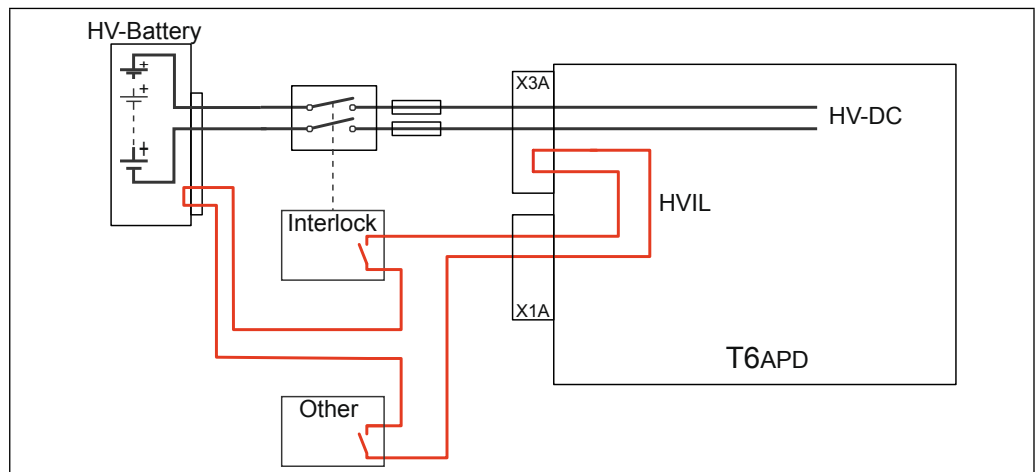 HV-Battery
+
+
+
X3A
HV-DC
HVIL
Interlock
X1A
T6APD
Other